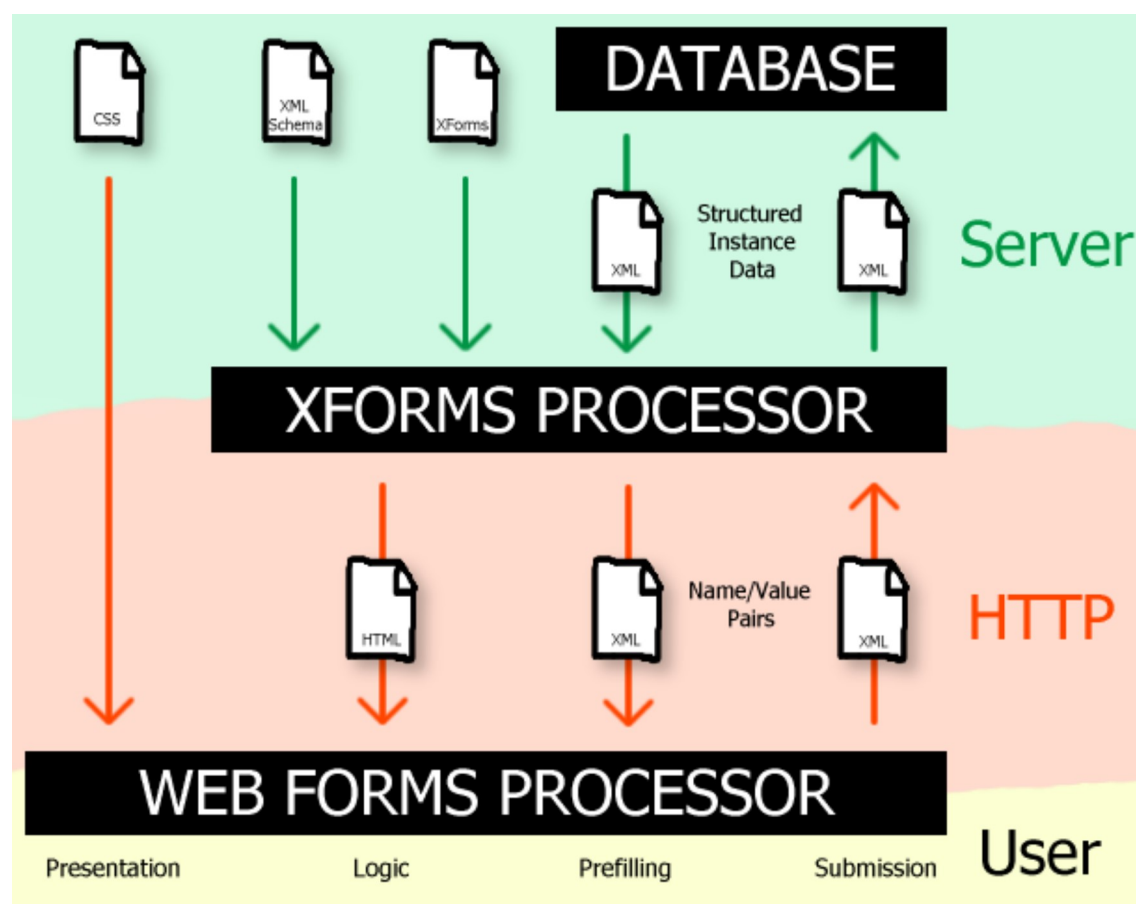 CSS
XML
Schema
XForms
DATABASE
XML
Structured
Instance
Data
XML
Server
XFORMS PROCESSOR
HTML
XML
Name/Value
Pairs
XML
HTTP
WEB FORMS PROCESSOR
Presentation
Logic
Prefilling
Submission
User